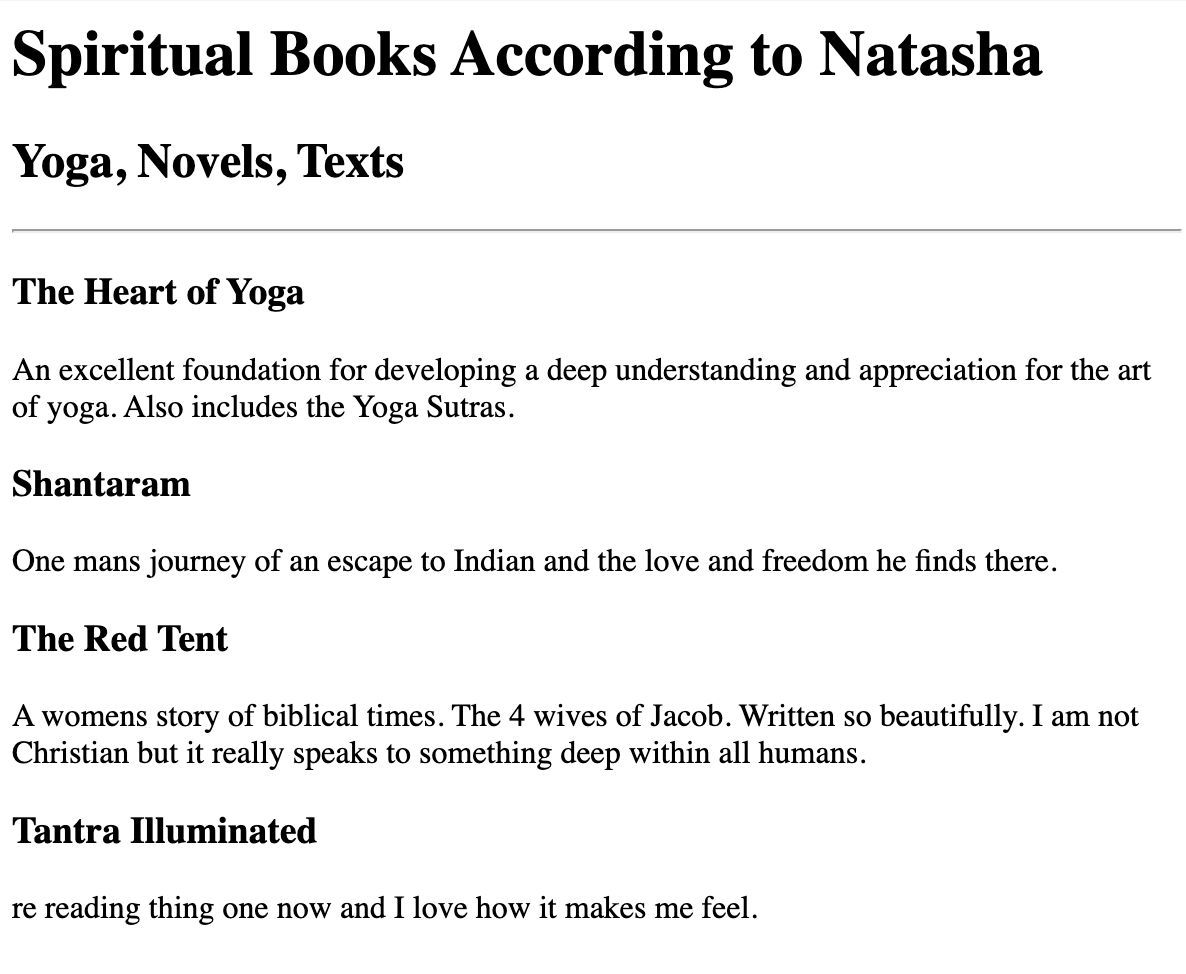 Spiritual Books According to Natasha
Yoga, Novels, Texts
The Heart of Yoga
An excellent foundation for developing a deep understanding and appreciation for the art
of yoga. Also includes the Yoga Sutras.
Shantaram
One mans journey of an escape to Indian and the love and freedom he finds there.
The Red Tent
A womens story of biblical times. The 4 wives of Jacob. Written so beautifully. I am not
Christian but it really speaks to something deep within all humans.
Tantra Illuminated
re reading thing one now and I love how it makes me feel.